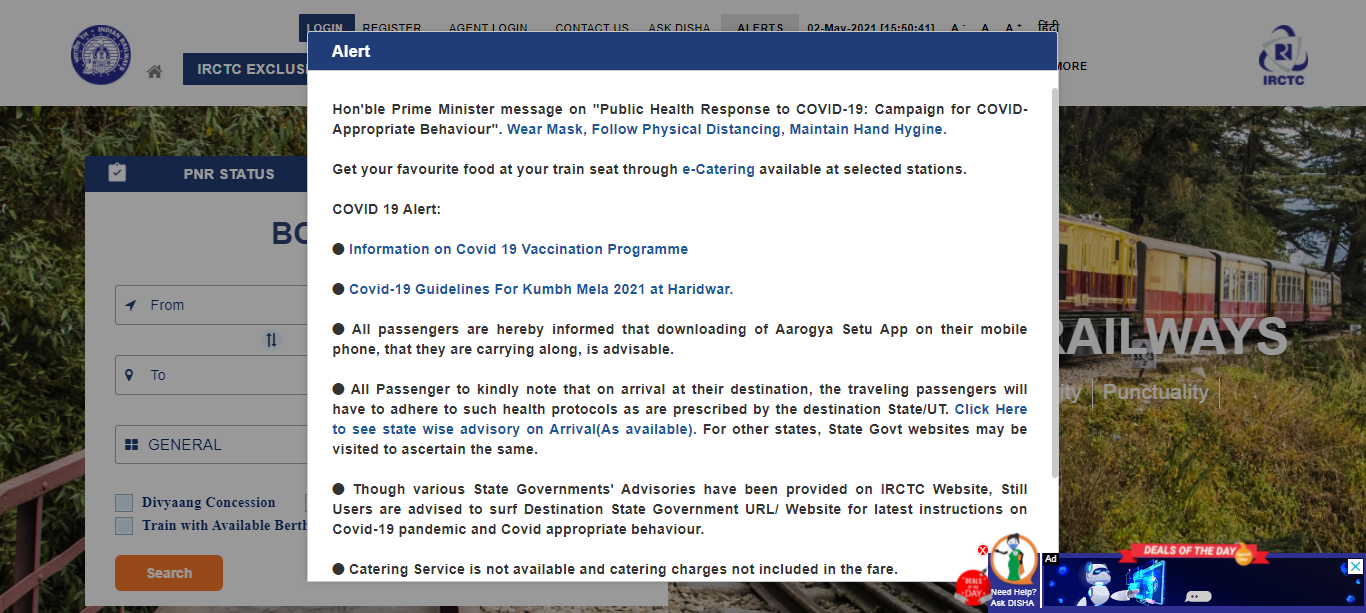 LOGIN REGISTER AGENT LOGIN CONTACT US ASK DISHA ALERTS 02-May-2021 [15:50:41] A - A A + हिंदी
Alert
IRCTC EXCLUSI
MORE
IRCTC
Hon'ble Prime Minister message on "Public Health Response to COVID-19: Campaign for COVID-
Appropriate Behaviour". Wear Mask, Follow Physical Distancing, Maintain Hand Hygine.
Get your favourite food at your train seat through e-Catering available at selected stations.
COVID 19 Alert:
● Information on Covid 19 Vaccination Programme
● Covid-19 Guidelines For Kumbh Mela 2021 at Haridwar.
● All passengers are hereby informed that downloading of Aarogya Setu App on their mobile
phone, that they are carrying along, is advisable.
● All Passenger to kindly note that on arrival at their destination, the traveling passengers will
have to adhere to such health protocols as are prescribed by the destination State/UT. Click Here
to see state wise advisory on Arrival(As available). For other states, State Govt websites may be
visited to ascertain the same.
● Though various State Governments' Advisories have been provided on IRCTC Website, Still
Users are advised to surf Destination State Government URL/ Website for latest instructions on
Covid-19 pandemic and Covid appropriate behaviour.
● Catering Service is not available and catering charges not included in the fare.
PNR STATUS
BO
From
To
GENERAL
Divyaang Concession
Train with Available Berth
Search
RAILWAYS
ity | Punctuality |
DEALS OF THE DAY
Need Help?
Ask DISHA
Ad
DEALS OF THE DAY